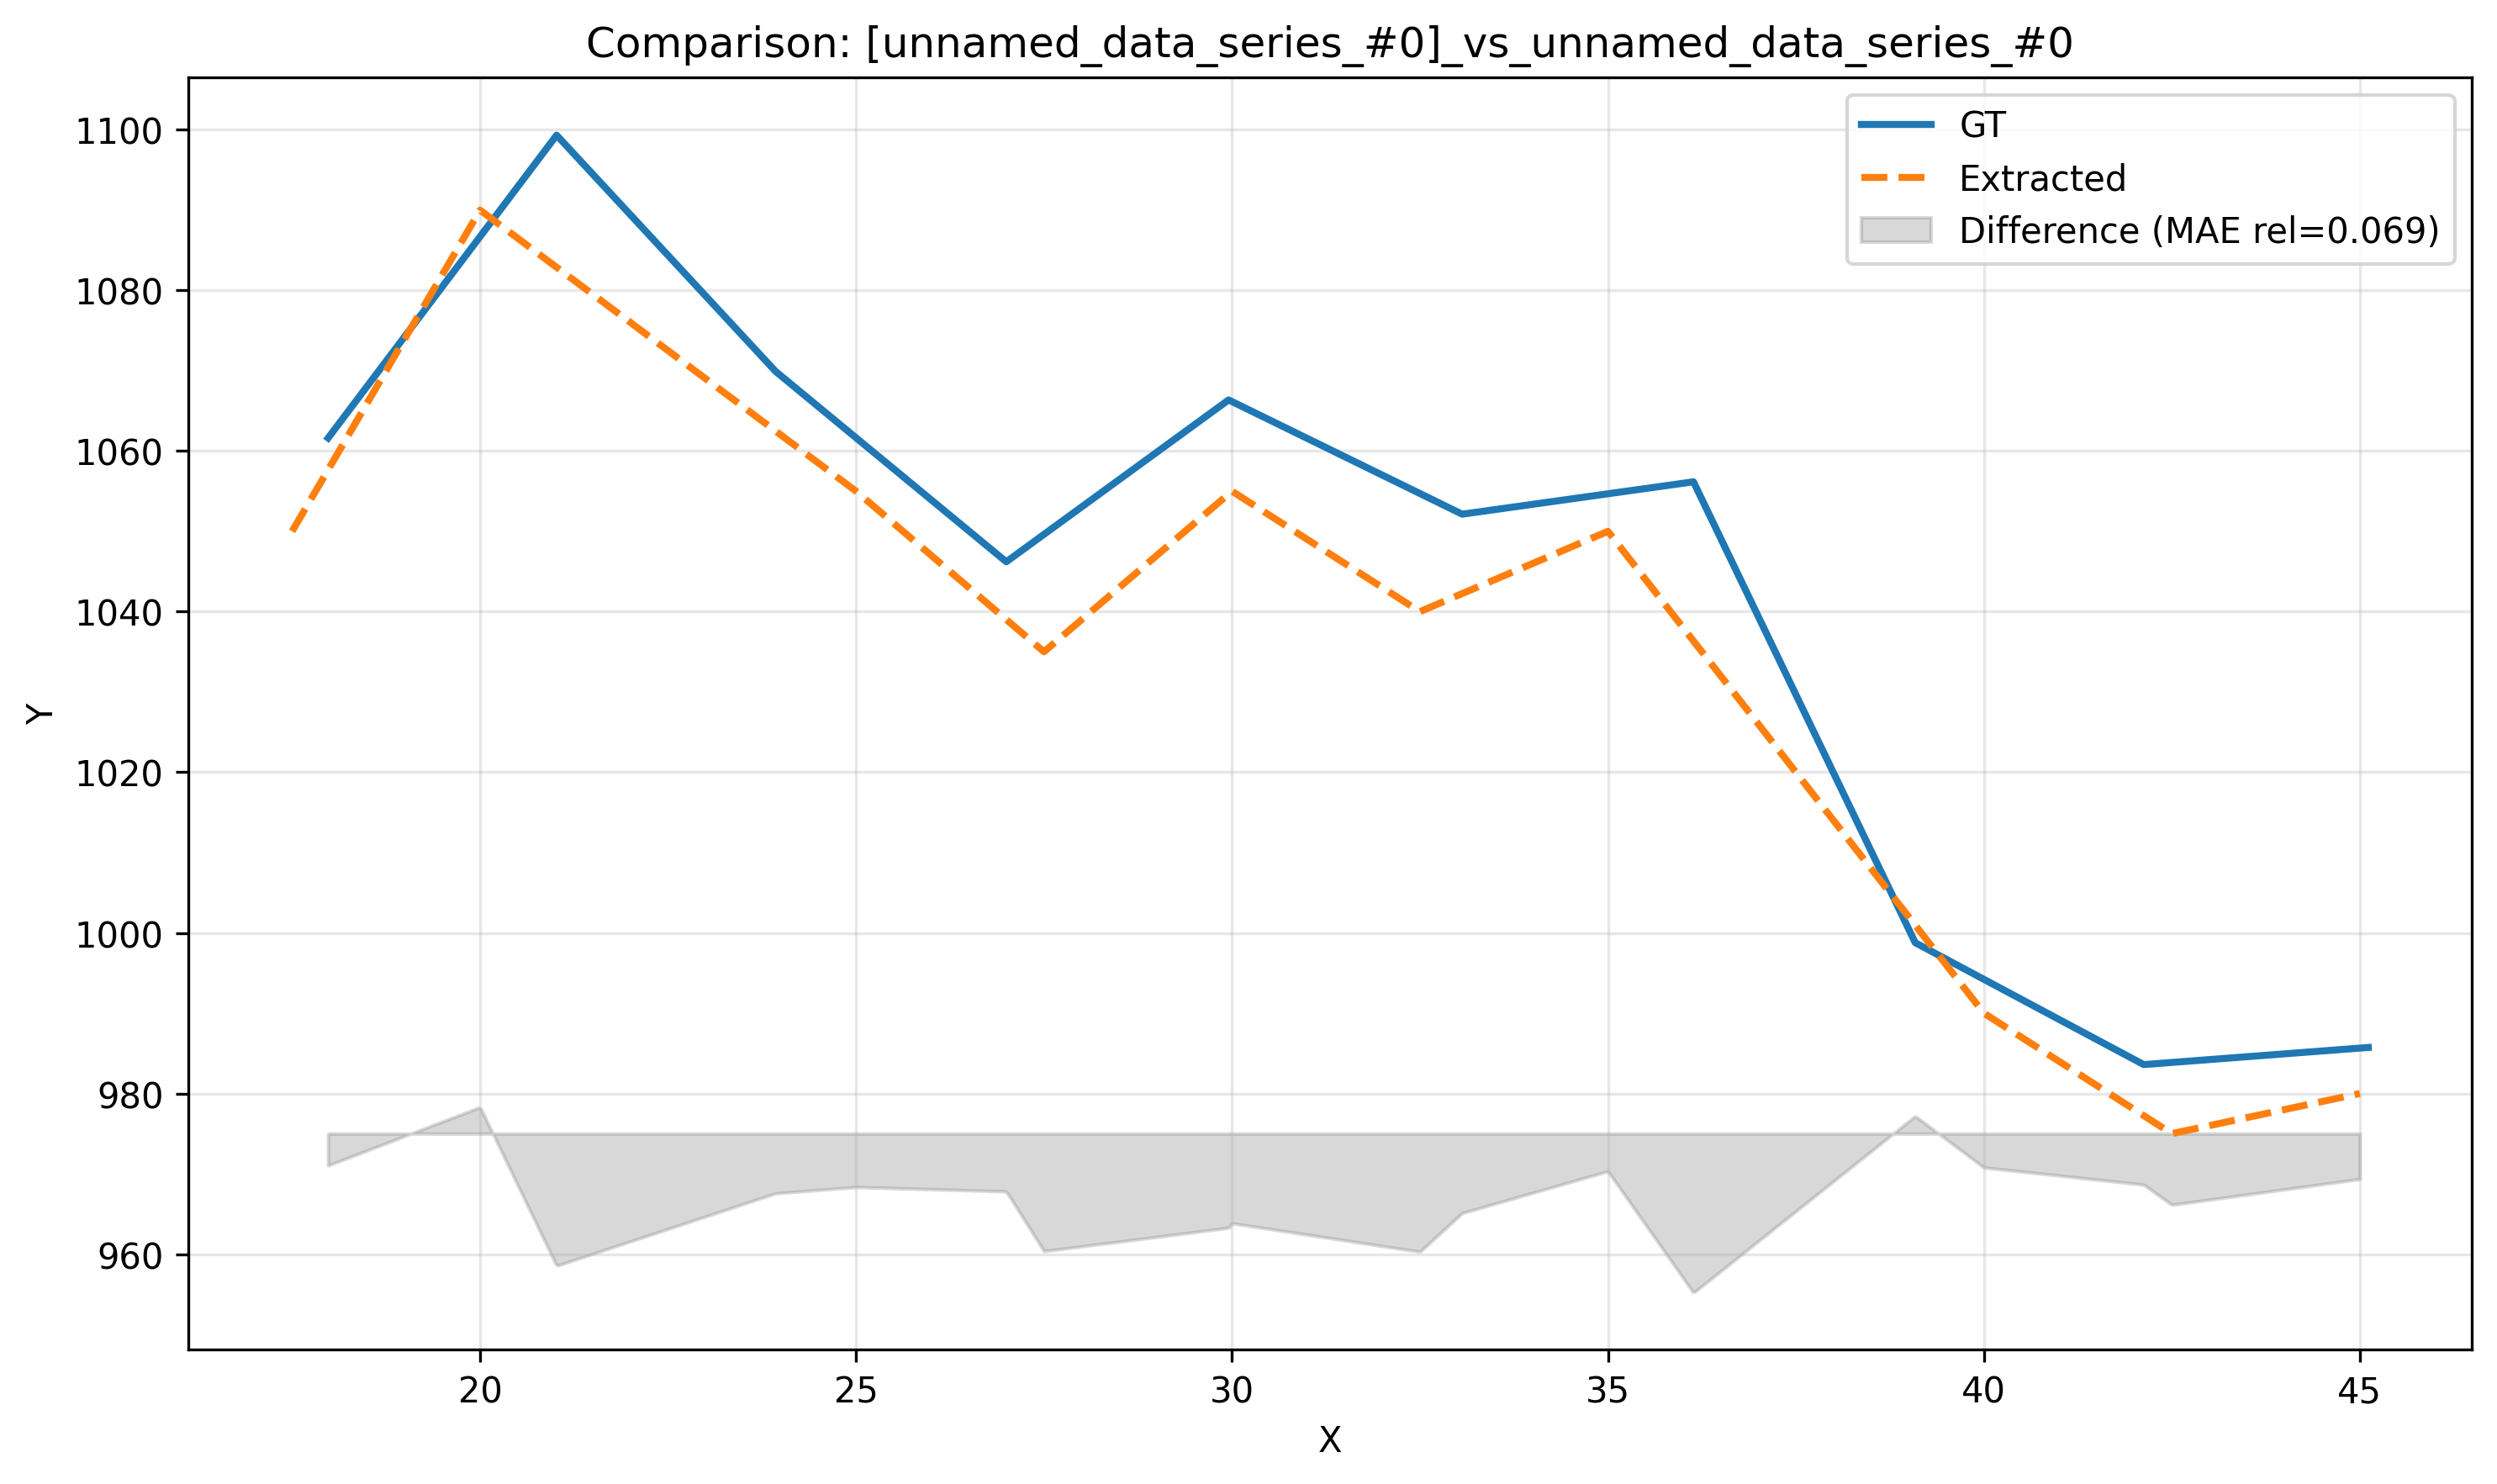 Comparison: [unnamed_data_series_#0]_vs_unnamed_data_series_#0
GT
Extracted
Difference (MAE rel=0.069)
1100
1080
1060
1040
1020
1000
980
960
Y
20 25 30 35 40 45
X